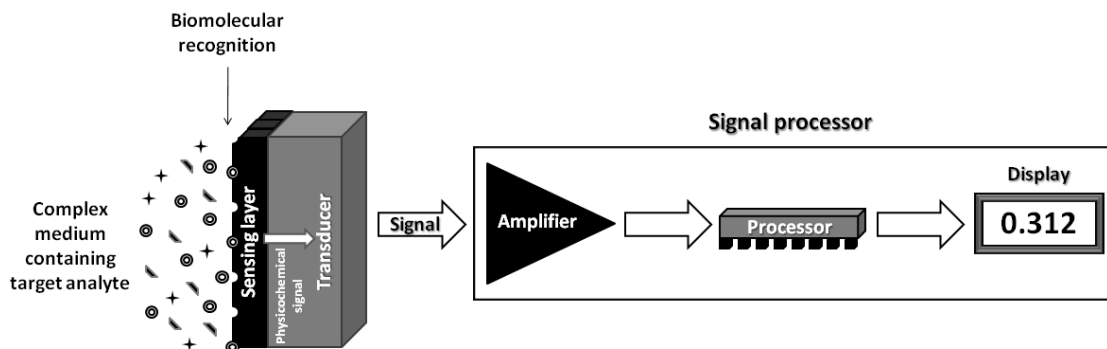 Biomolecular
recognition
Complex
medium
containing
target analyte
Sensing layer
Physicochemical
signal
Transducer
Signal
Signal processor
Amplifier
Processor
Display
0.312